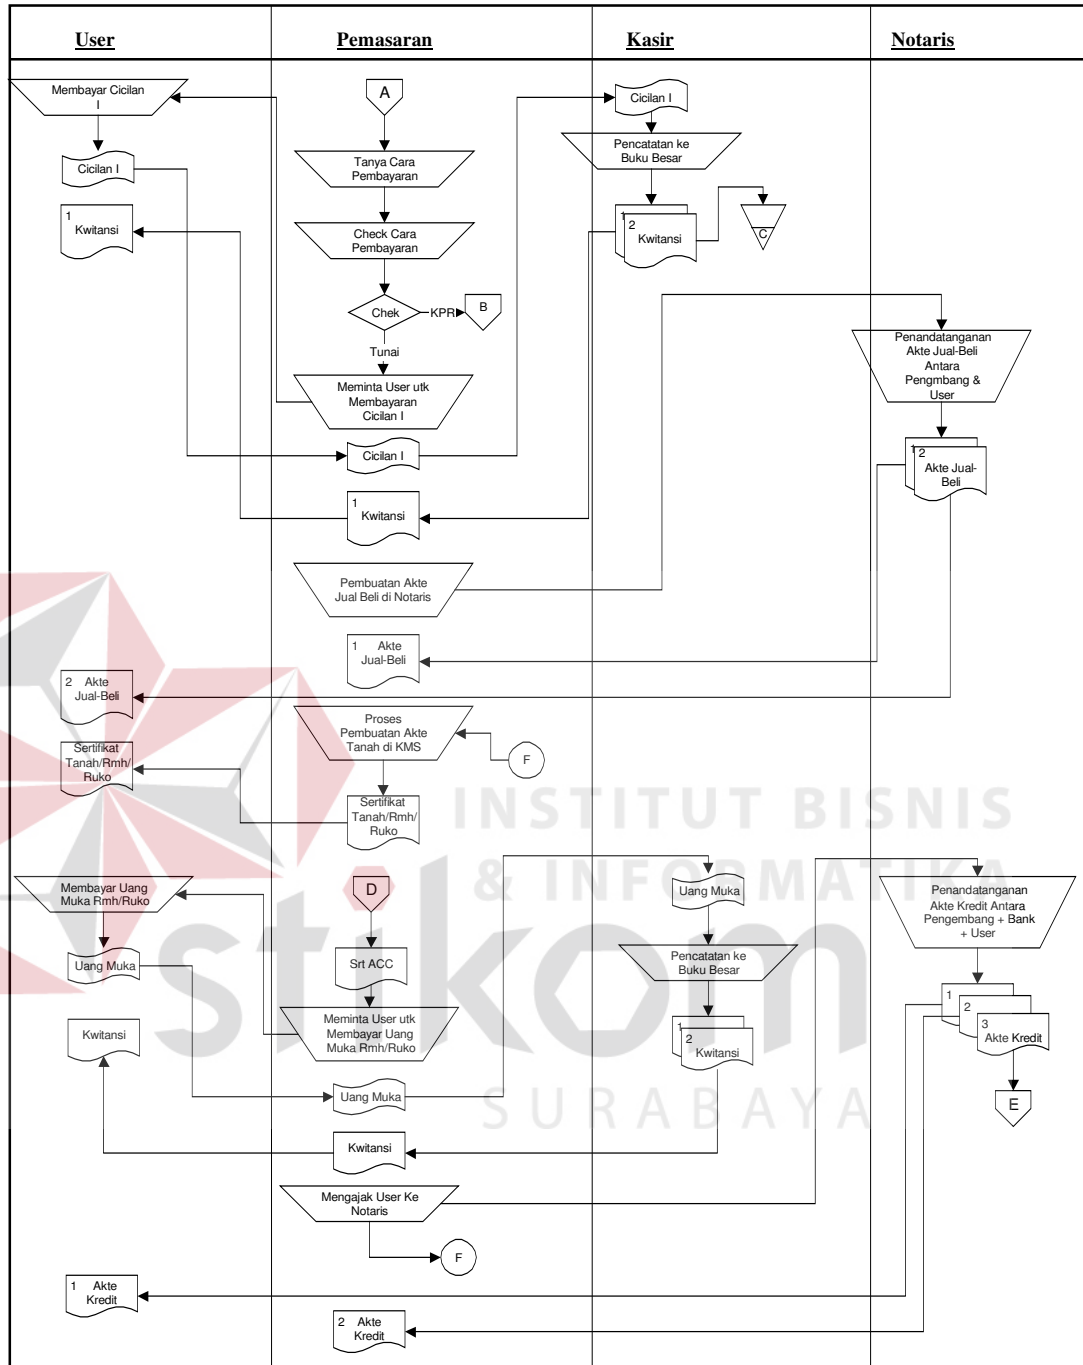 User
Pemasaran
Kasir
Notaris
Membayar Cicilan
I
A
Cicilan I
Pencatatan ke
Buku Besar
Cicilan I
Tanya Cara
Pembayaran
1
Kwitansi
Check Cara
Pembayaran
1
2
Kwitansi
C
Chek
KPR
B
Tunai
Penandatanganan
Akte Jual-Beli
Antara
Pengmbang &
User
Meminta User utk
Membayaran
Cicilan I
Cicilan I
1
2
Akte Jual-
Beli
1
Kwitansi
Pembuatan Akte
Jual Beli di Notaris
1 Akte
Jual-Beli
2 Akte
Jual-Beli
Proses
Pembuatan Akte
Tanah di KMS
F
Sertifikat
Tanah/Rmh/
Ruko
Sertifikat
Tanah/Rmh/
Ruko
INSTITUT BISNIS
& INFORMATIKA
stikom
SURABAYA
Membayar Uang
Muka Rmh/Ruko
D
Uang Muka
Penandatanganan
Akte Kredit Antara
Pengembang + Bank
+ User
Uang Muka
Srt ACC
Pencatatan ke
Buku Besar
Kwitansi
Meminta User utk
Membayar Uang
Muka Rmh/Ruko
1
2
Kwitansi
1
2
3
Akte Kredit
Uang Muka
E
Kwitansi
Mengajak User Ke
Notaris
F
1 Akte
Kredit
2 Akte
Kredit